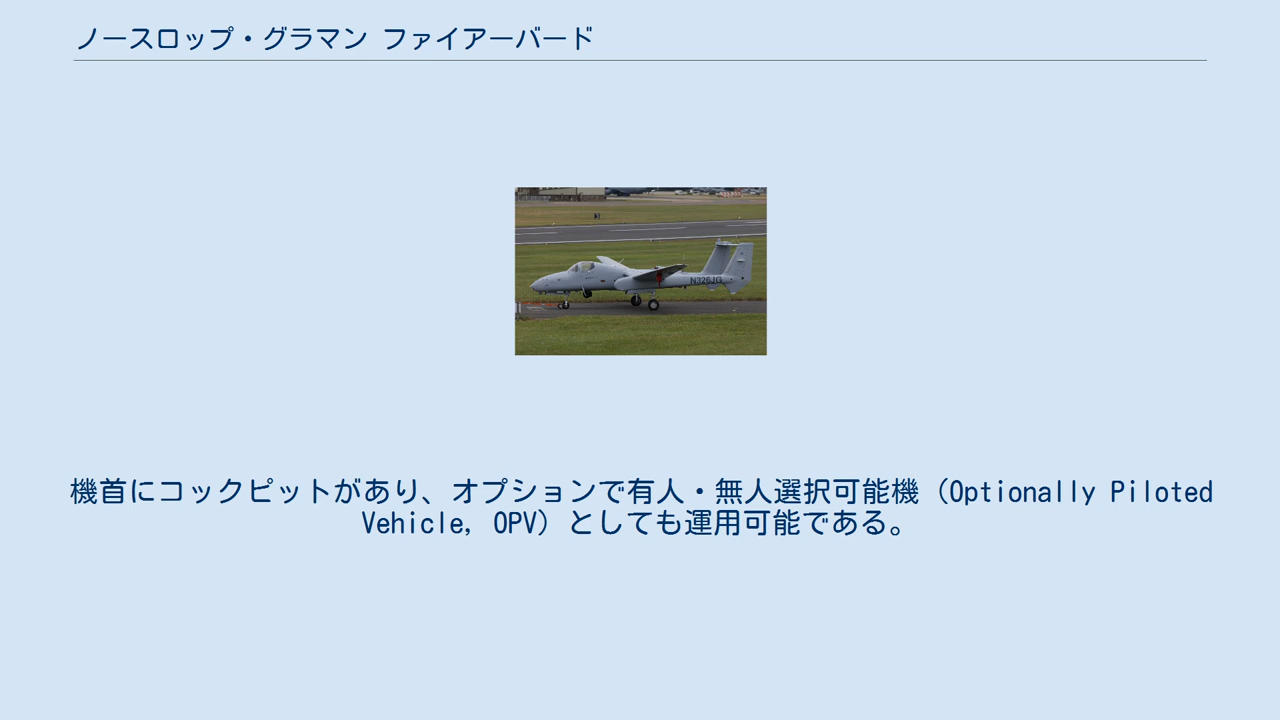 ノースロップ・グラマン ファイアーバード
N326JG
機首にコックピットがあり、オプションで有人・無人選択可能機（Optionally Piloted
Vehicle, OPV）としても運用可能である。